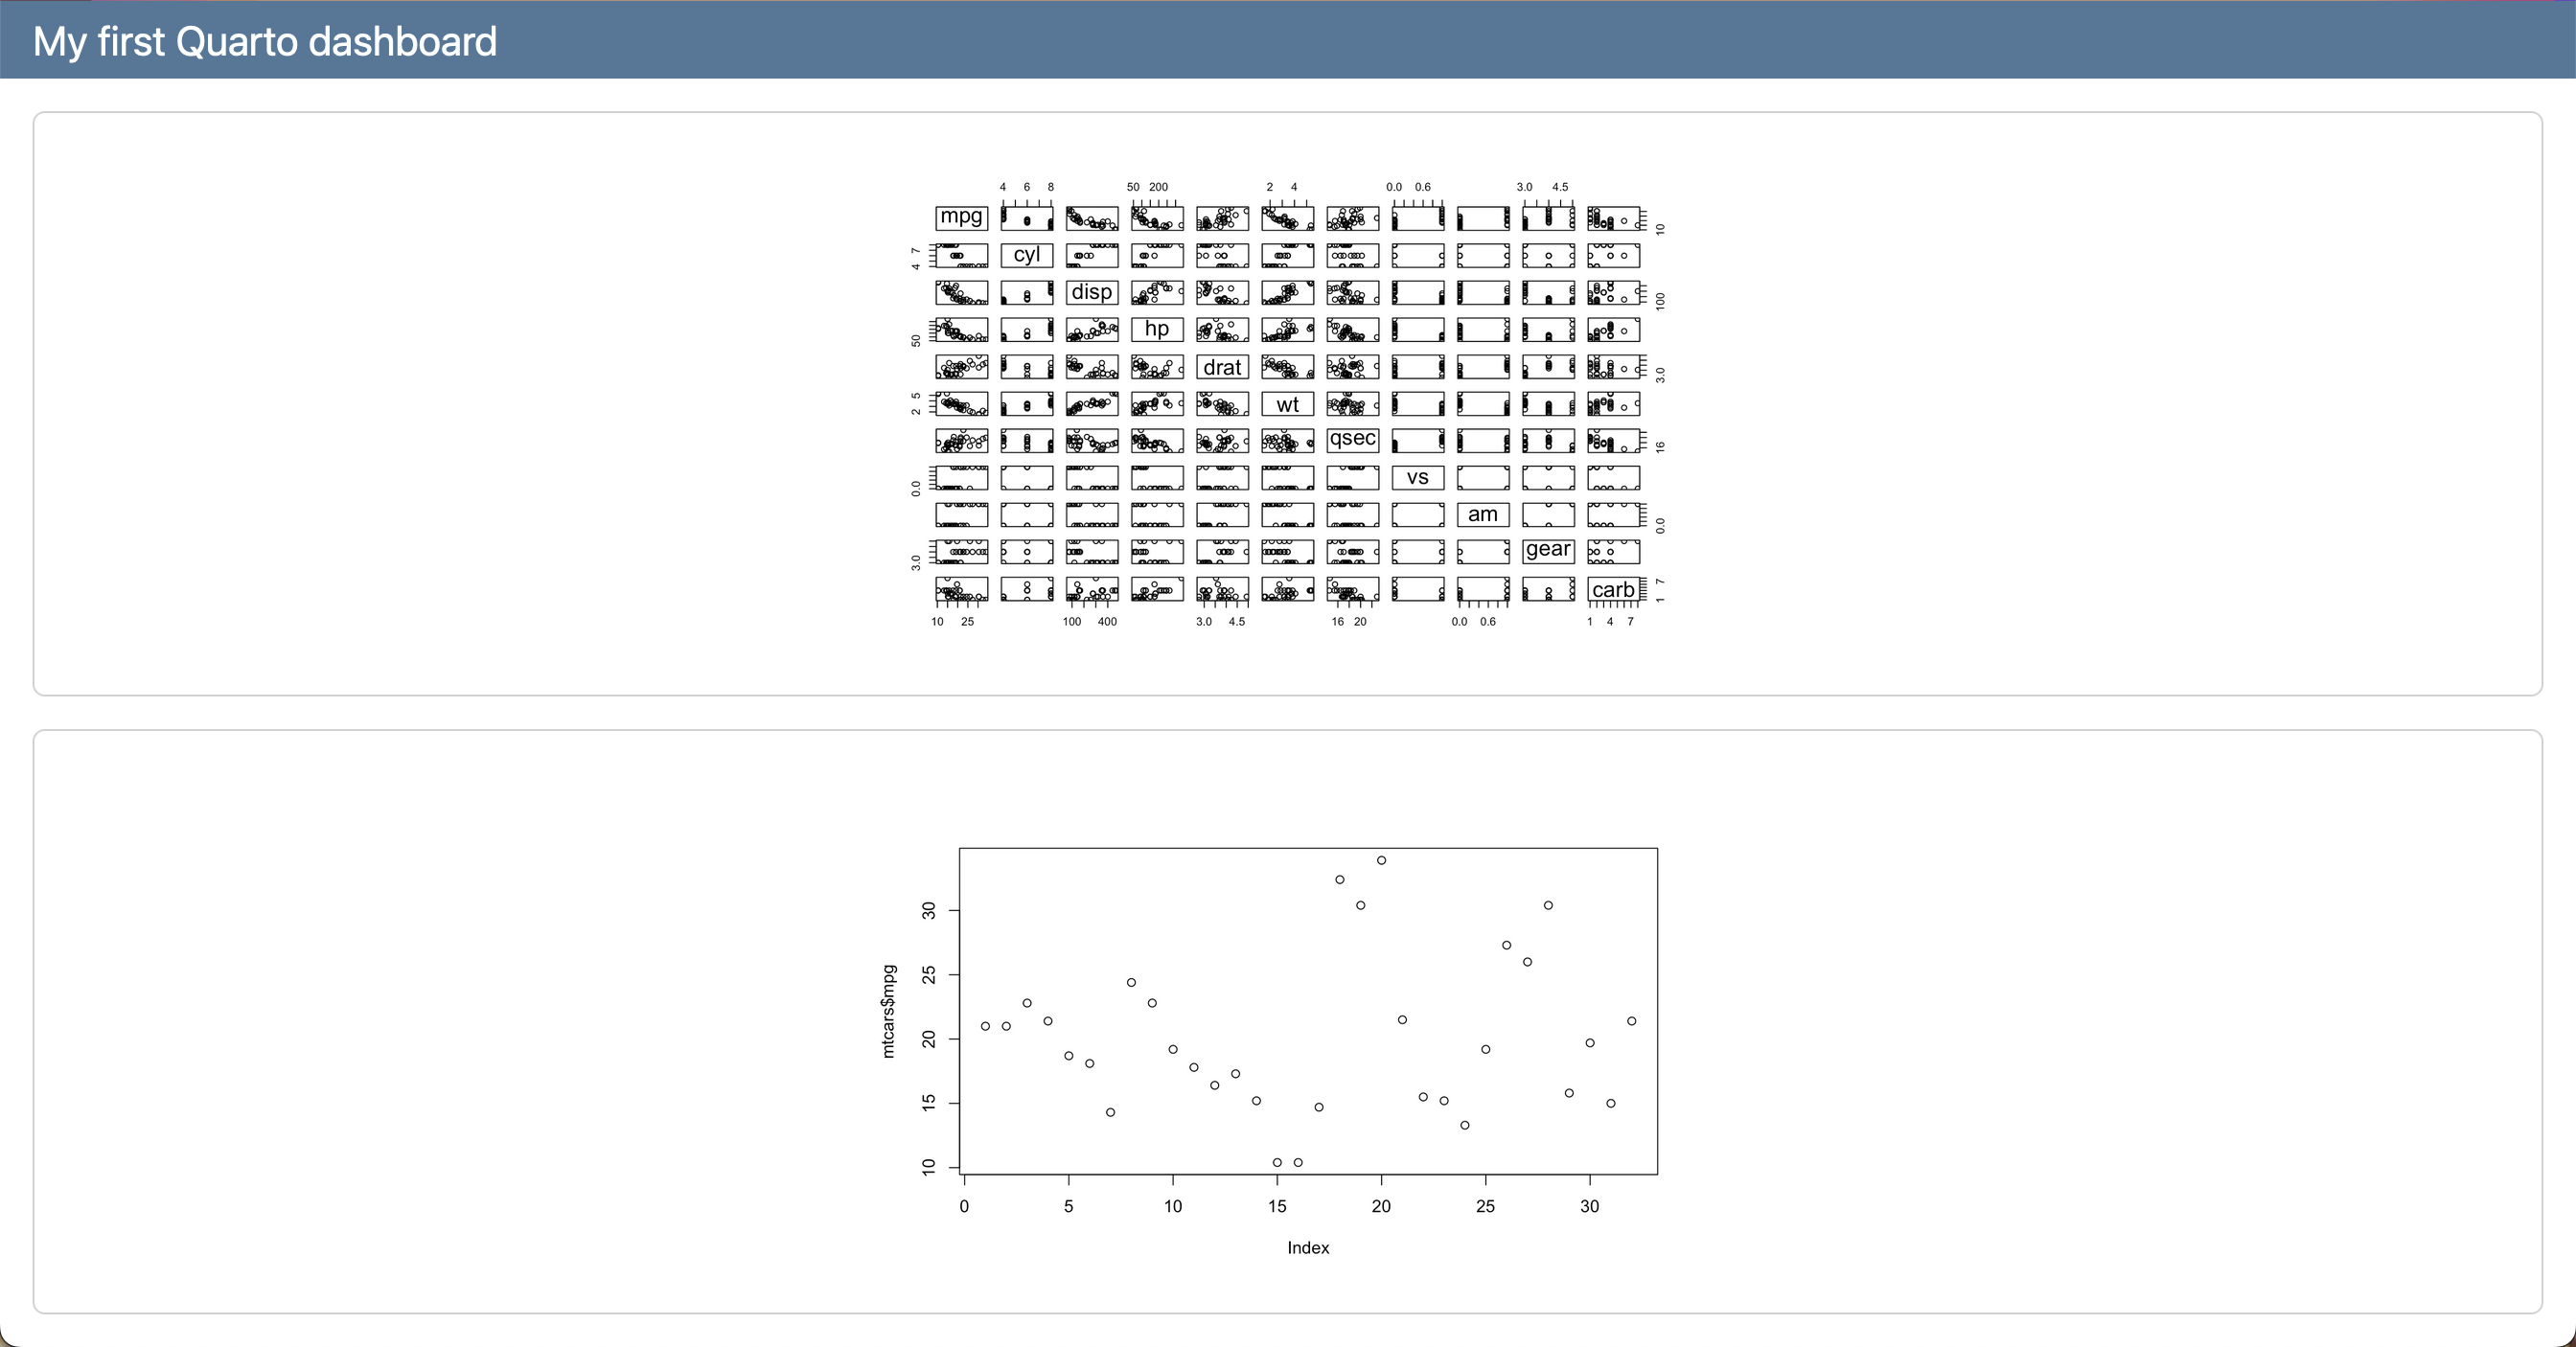 My first Quarto dashboard
4 6 8 50 200 2 4 0.0 0.6 3.0 4.5
mpg 10
7 4 cyl
disp 100
50 hp
drat 3.0
5 2 wt
qsec 16
0.0 vs
am 0.0
3.0 gear
carb 7 1
10 25 100 400 3.0 4.5 16 20 0.0 0.6 1 4 7
mtcars$mpg
30
25
20
15
10
0 5 10 15 20 25 30
Index